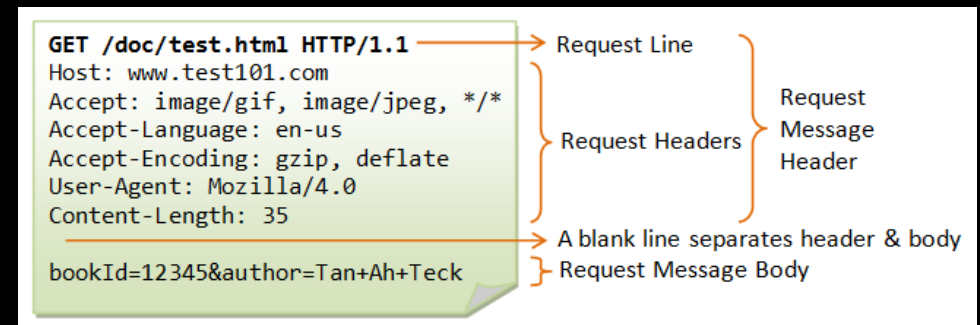 GET /doc/test.html HTTP/1.1
Host: www.test101.com
Accept: image/gif, image/jpeg, */*
Accept-Language: en-us
Accept-Encoding: gzip, deflate
User-Agent: Mozilla/4.0
Content-Length: 35
bookId=12345&author=Tan+Ah+Teck
Request Line
Request Headers
Request
Message
Header
A blank line separates header & body
Request Message Body